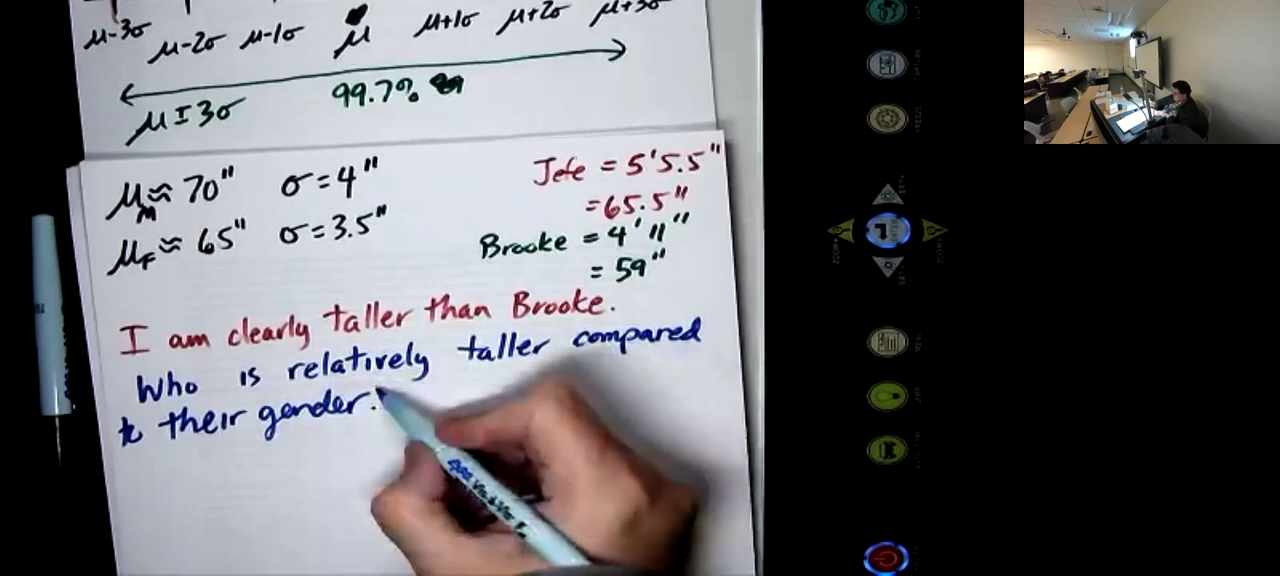 μ-3σ μ-2σ μ-1σ μ μ+1σ μ+2σ μ+3σ
μ±3σ 99.7%
μM ≈ 70" σ = 4"
μF ≈ 65" σ = 3.5"
Jefe = 5'5.5"
= 65.5"
Brooke = 4'11"
= 59"
I am clearly taller than Brooke.
Who is relatively taller compared
to their gender.